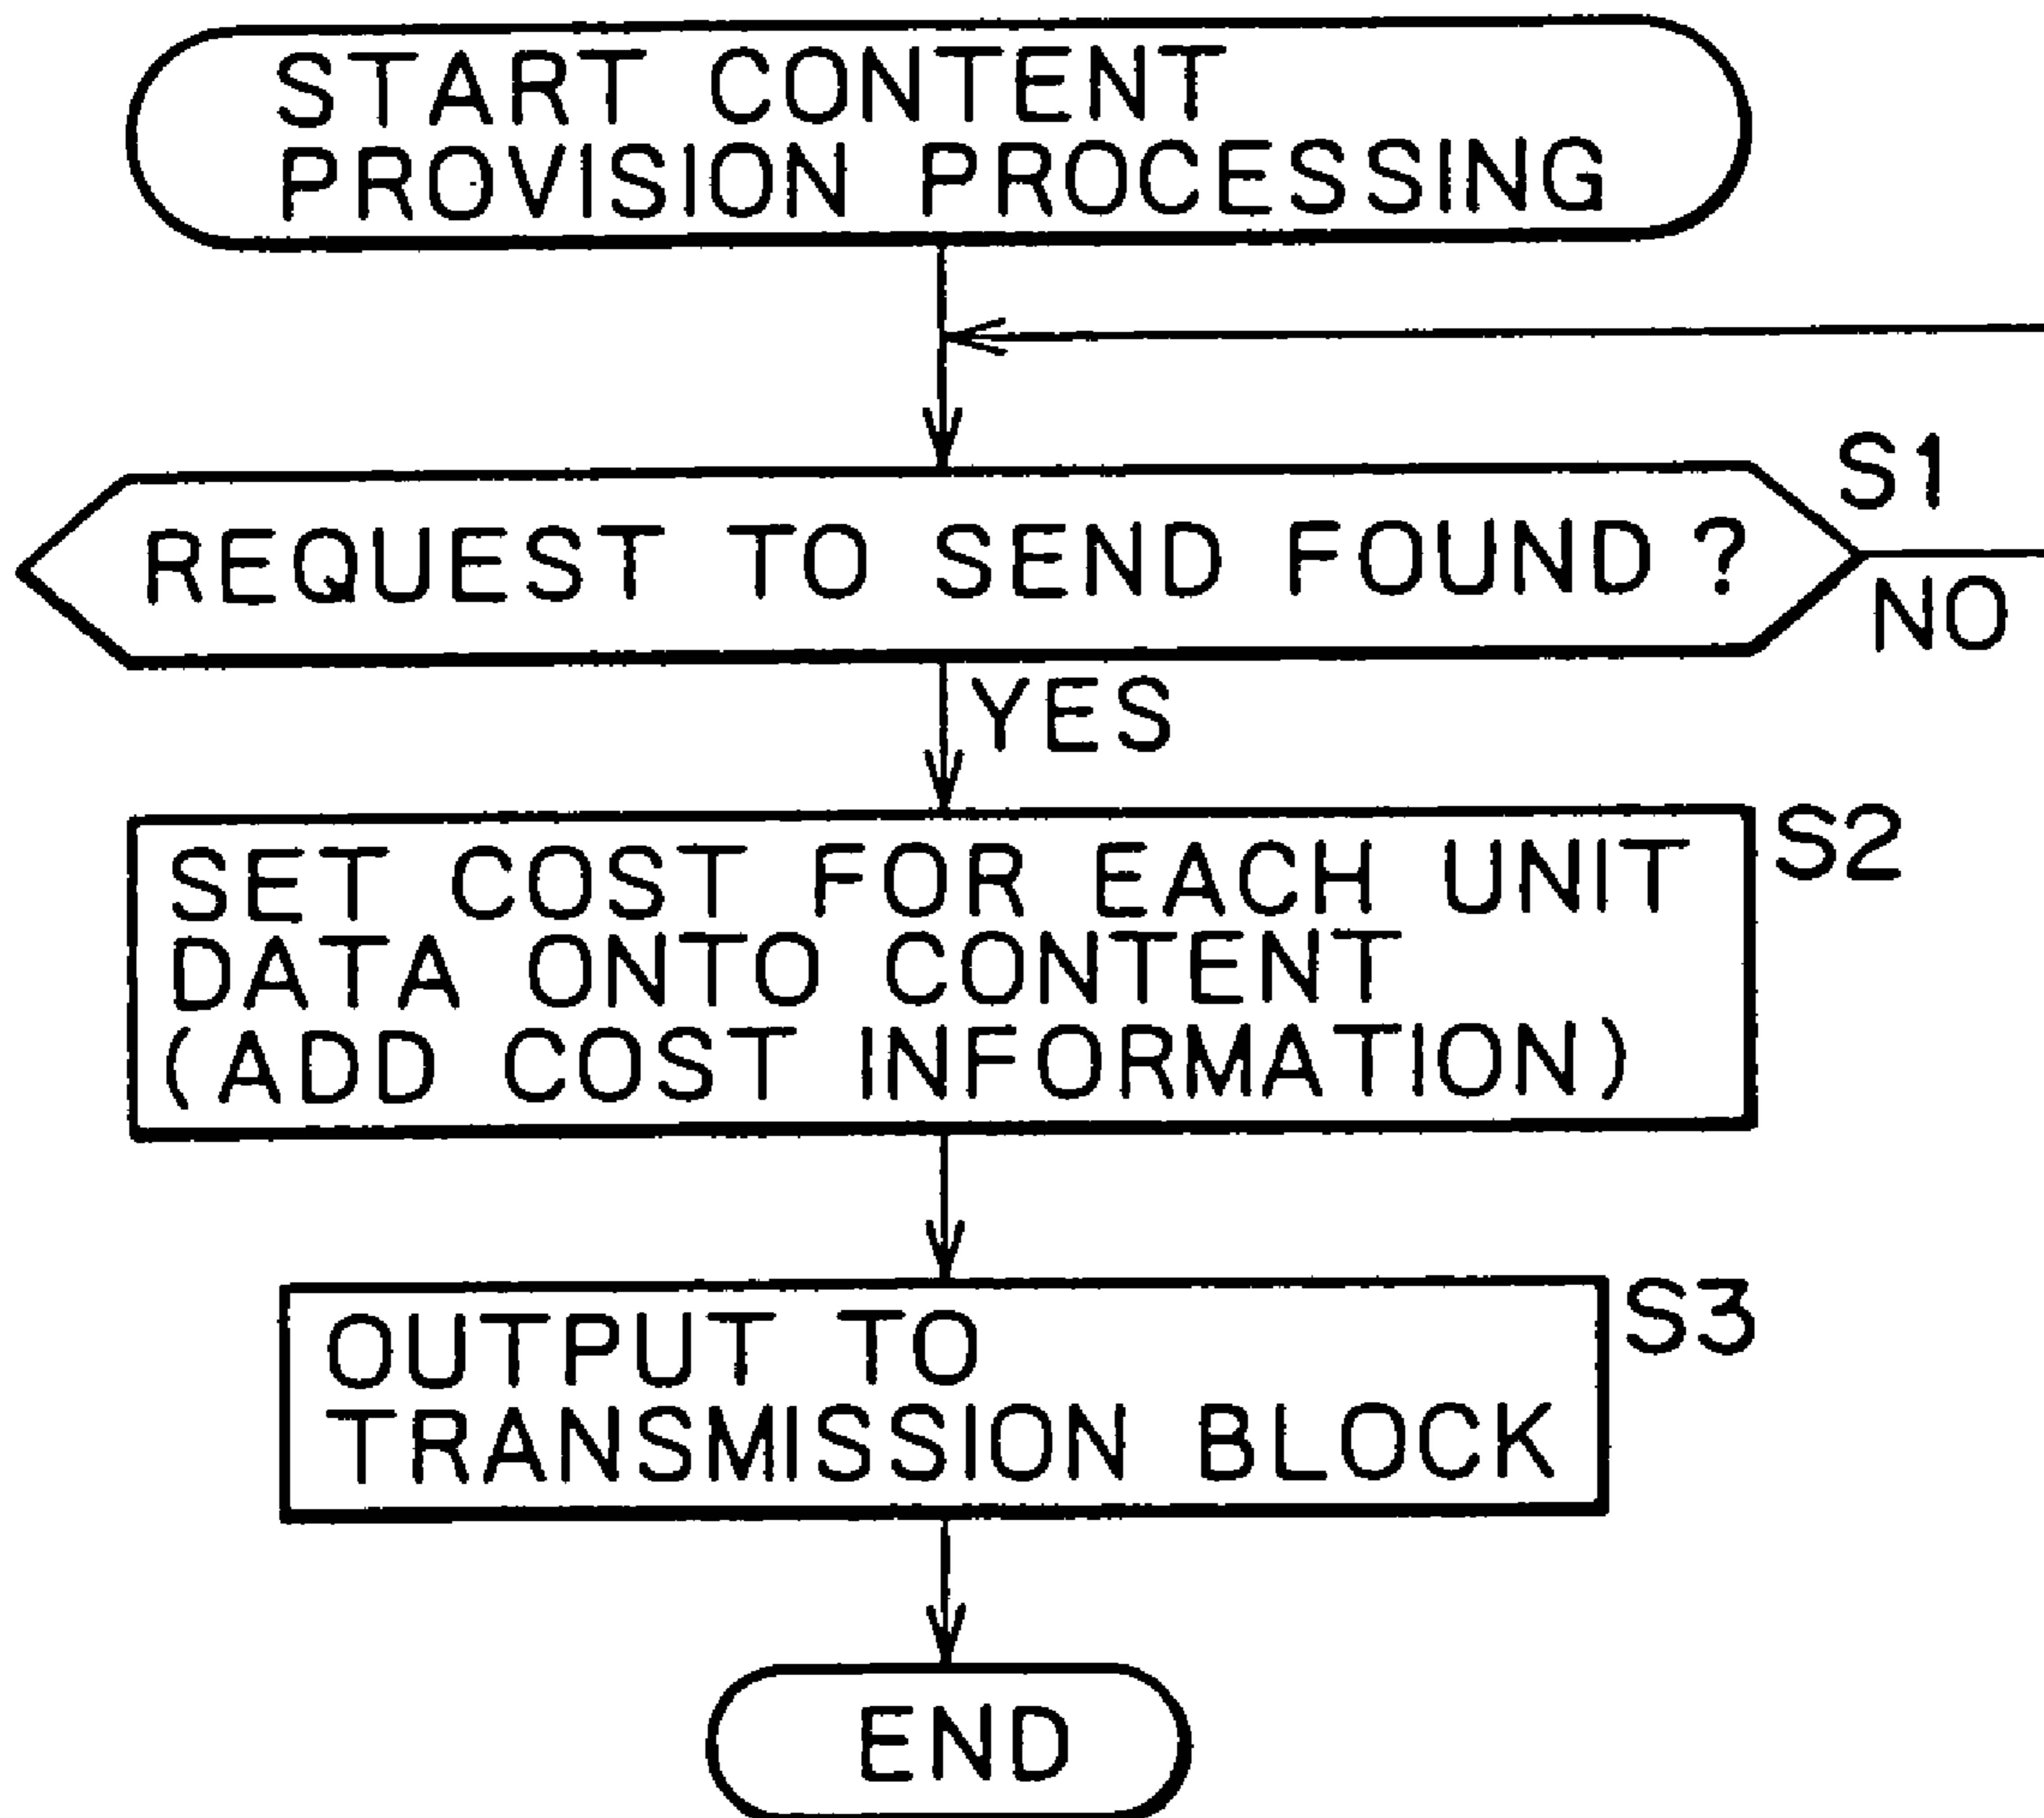 START CONTENT
PROVISION PROCESSING
S1
REQUEST TO SEND FOUND ?
NO
YES
S2
SET COST FOR EACH UNIT
DATA ONTO CONTENT
(ADD COST INFORMATION)
S3
OUTPUT TO
TRANSMISSION BLOCK
END